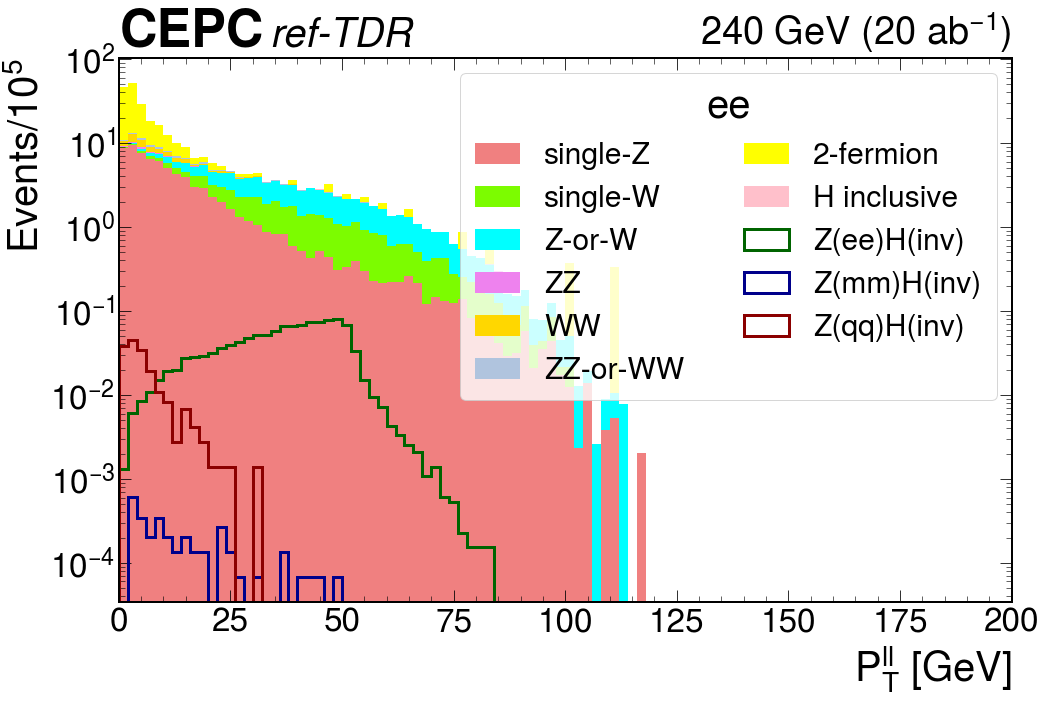 CEPC ref-TDR 240 GeV (20 ab⁻¹)
Events/10⁵
10²
10¹
10⁰
10⁻¹
10⁻²
10⁻³
10⁻⁴
ee
single-Z 2-fermion
single-W H inclusive
Z-or-W Z(ee)H(inv)
ZZ Z(mm)H(inv)
WW Z(qq)H(inv)
ZZ-or-WW
0 25 50 75 100 125 150 175 200
P_T^ll [GeV]